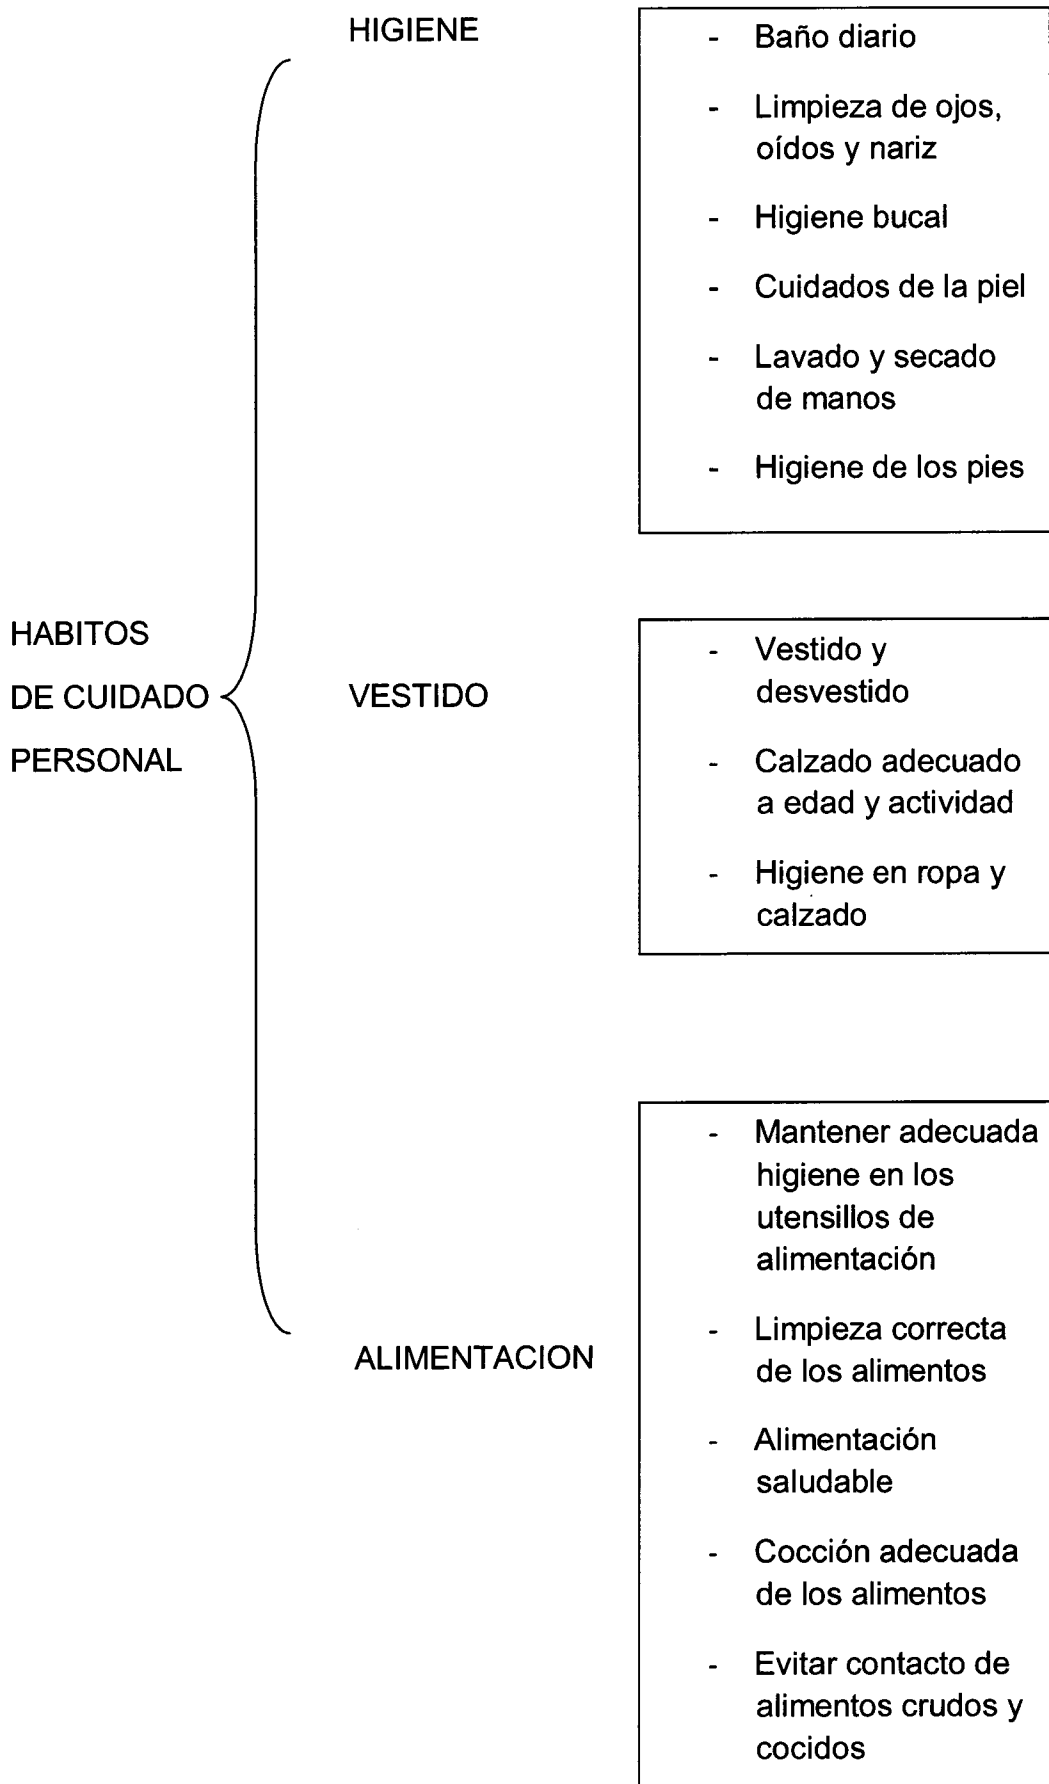 HIGIENE
- Baño diario
- Limpieza de ojos,
oídos y nariz
- Higiene bucal
- Cuidados de la piel
- Lavado y secado
de manos
- Higiene de los pies
HABITOS
DE CUIDADO
PERSONAL
VESTIDO
- Vestido y
desvestido
- Calzado adecuado
a edad y actividad
- Higiene en ropa y
calzado
ALIMENTACION
- Mantener adecuada
higiene en los
utensillos de
alimentación
- Limpieza correcta
de los alimentos
- Alimentación
saludable
- Cocción adecuada
de los alimentos
- Evitar contacto de
alimentos crudos y
cocidos